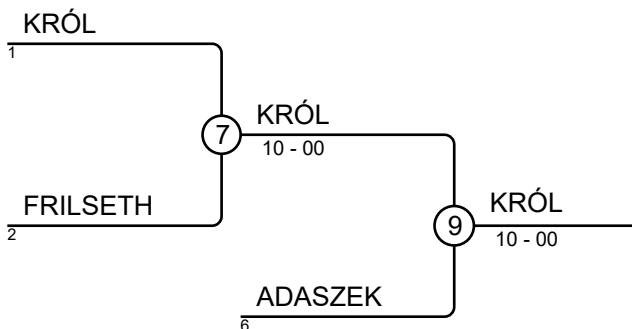 KRÓL
1
7
KRÓL
10 - 00
FRILSETH
2
9
KRÓL
10 - 00
ADASZEK
6